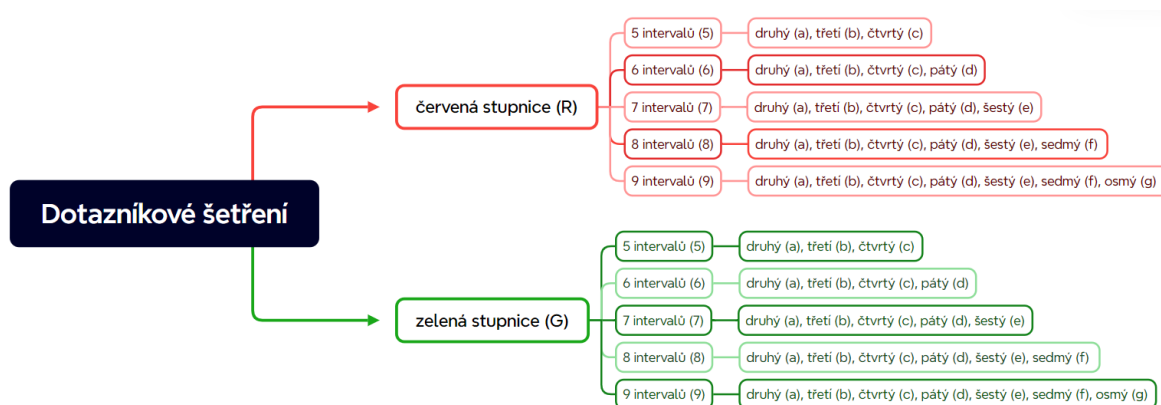 Dotazníkové šetření
červená stupnice (R)
5 intervalů (5)
druhý (a), třetí (b), čtvrtý (c)
6 intervalů (6)
druhý (a), třetí (b), čtvrtý (c), pátý (d)
7 intervalů (7)
druhý (a), třetí (b), čtvrtý (c), pátý (d), šestý (e)
8 intervalů (8)
druhý (a), třetí (b), čtvrtý (c), pátý (d), šestý (e), sedmý (f)
9 intervalů (9)
druhý (a), třetí (b), čtvrtý (c), pátý (d), šestý (e), sedmý (f), osmý (g)
zelená stupnice (G)
5 intervalů (5)
druhý (a), třetí (b), čtvrtý (c)
6 intervalů (6)
druhý (a), třetí (b), čtvrtý (c), pátý (d)
7 intervalů (7)
druhý (a), třetí (b), čtvrtý (c), pátý (d), šestý (e)
8 intervalů (8)
druhý (a), třetí (b), čtvrtý (c), pátý (d), šestý (e), sedmý (f)
9 intervalů (9)
druhý (a), třetí (b), čtvrtý (c), pátý (d), šestý (e), sedmý (f), osmý (g)